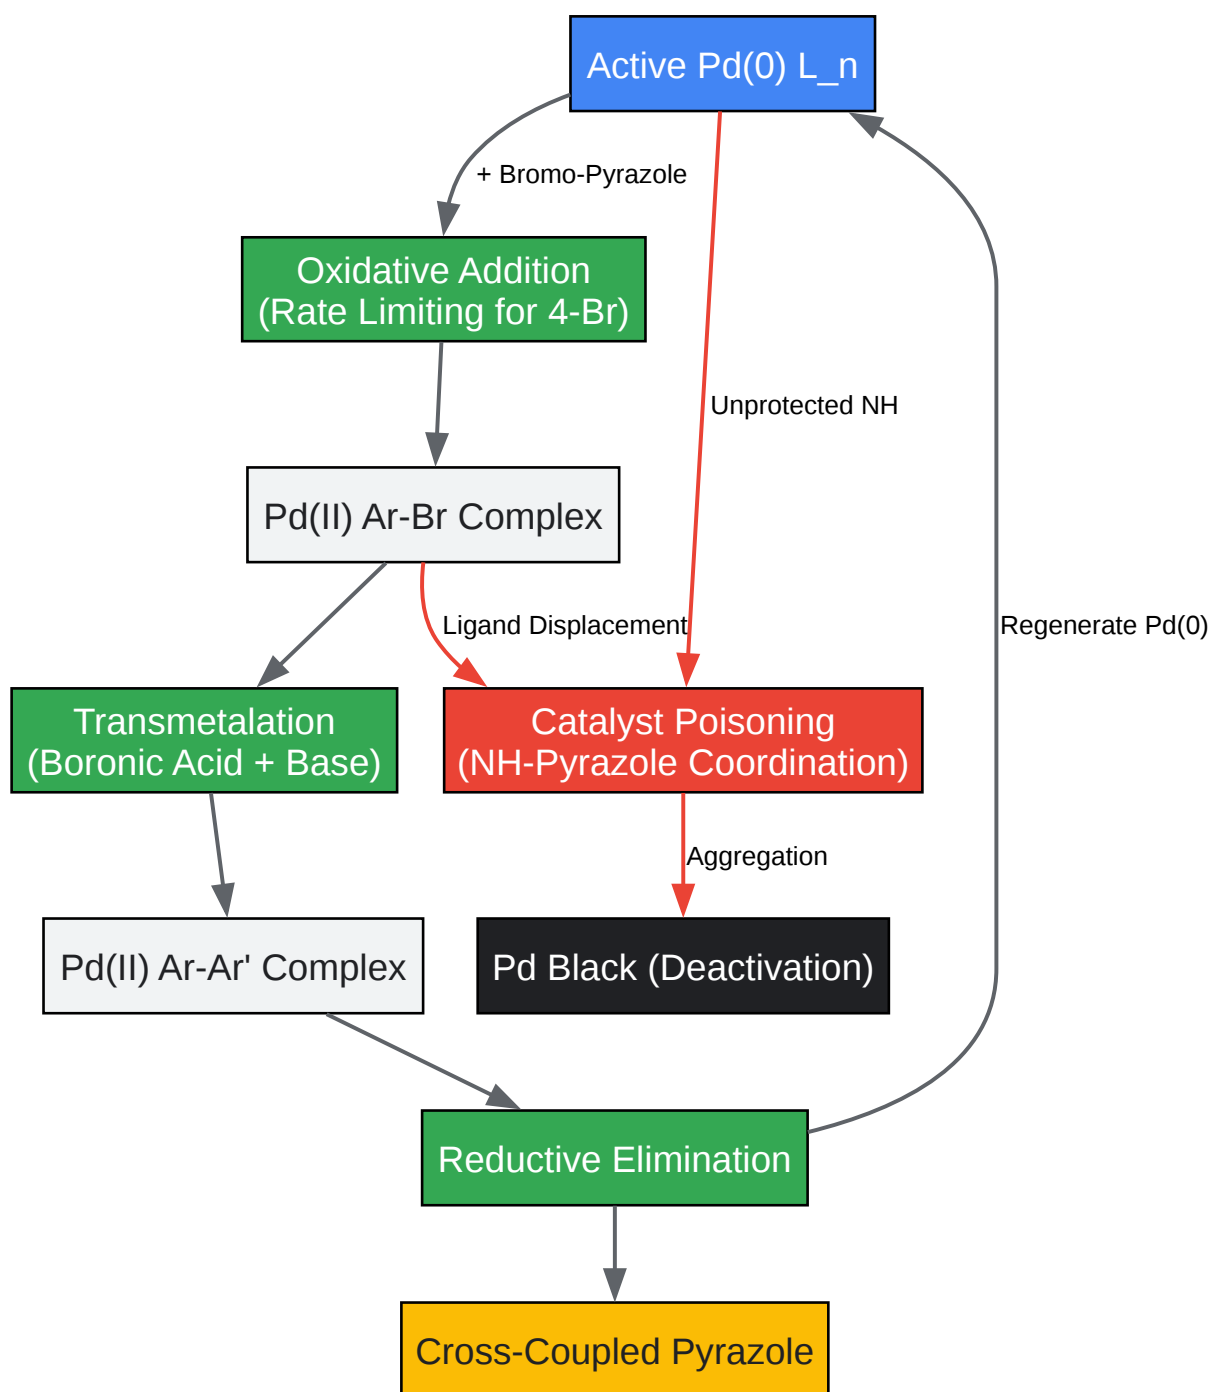 Active Pd(0) L_n
+ Bromo-Pyrazole
Oxidative Addition
(Rate Limiting for 4-Br)
Unprotected NH
Pd(II) Ar-Br Complex
Ligand Displacement
Regenerate Pd(0)
Transmetalation
(Boronic Acid + Base)
Catalyst Poisoning
(NH-Pyrazole Coordination)
Aggregation
Pd(II) Ar-Ar' Complex
Pd Black (Deactivation)
Reductive Elimination
Cross-Coupled Pyrazole